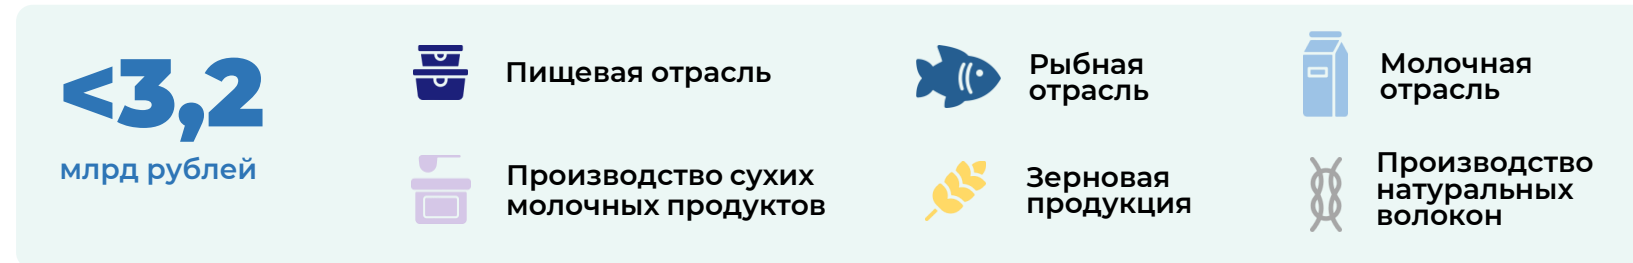 <3,2
млрд рублей
Пищевая отрасль
Рыбная
отрасль
Молочная
отрасль
Производство сухих
молочных продуктов
Зерновая
продукция
Производство
натуральных
волокон